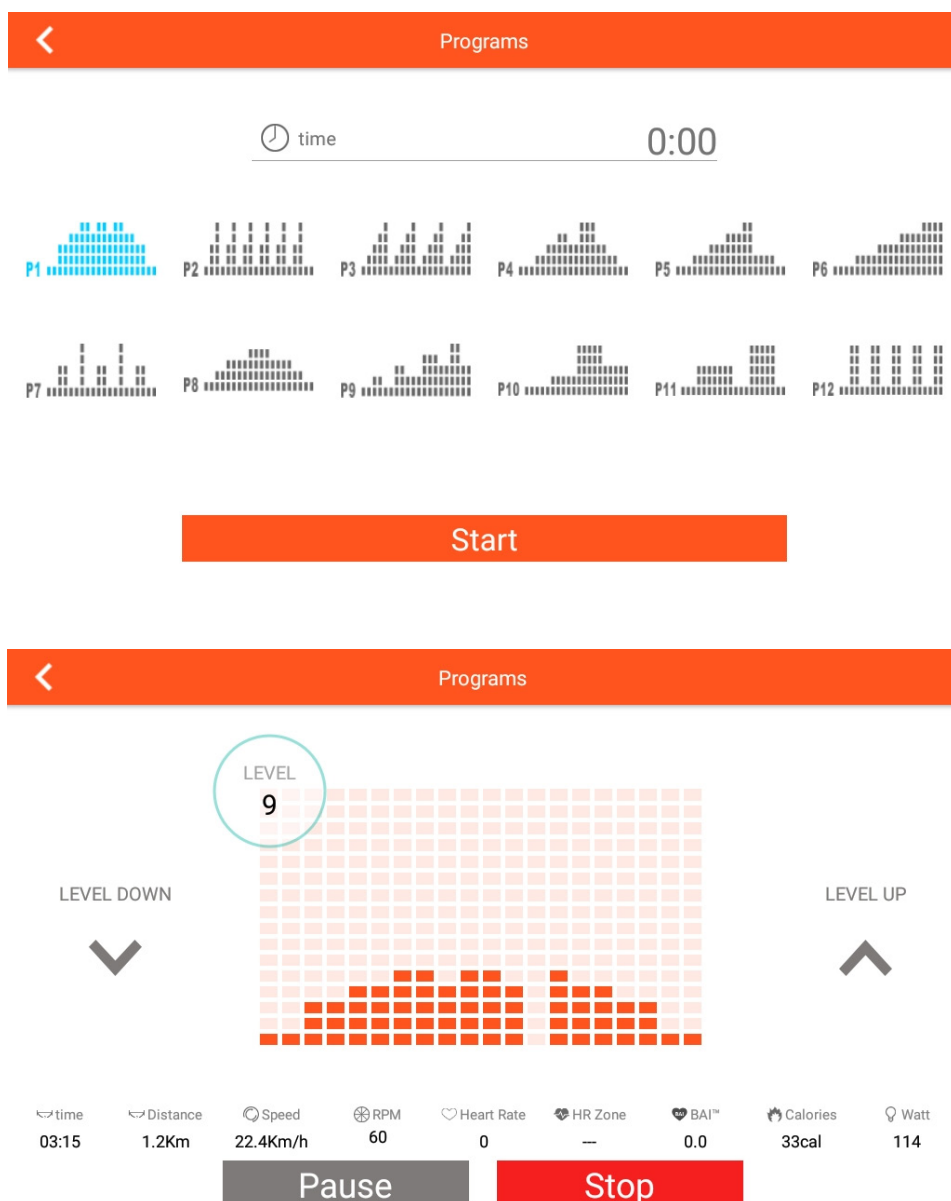 Programs
time 0:00
P1 P2 P3 P4 P5 P6
P7 P8 P9 P10 P11 P12
Start
Programs
LEVEL
9
LEVEL DOWN LEVEL UP
time Distance Speed RPM Heart Rate HR Zone BAI BAI™ Calories Watt
03:15 1.2Km 22.4Km/h 60 0 --- 0.0 33cal 114
Pause Stop